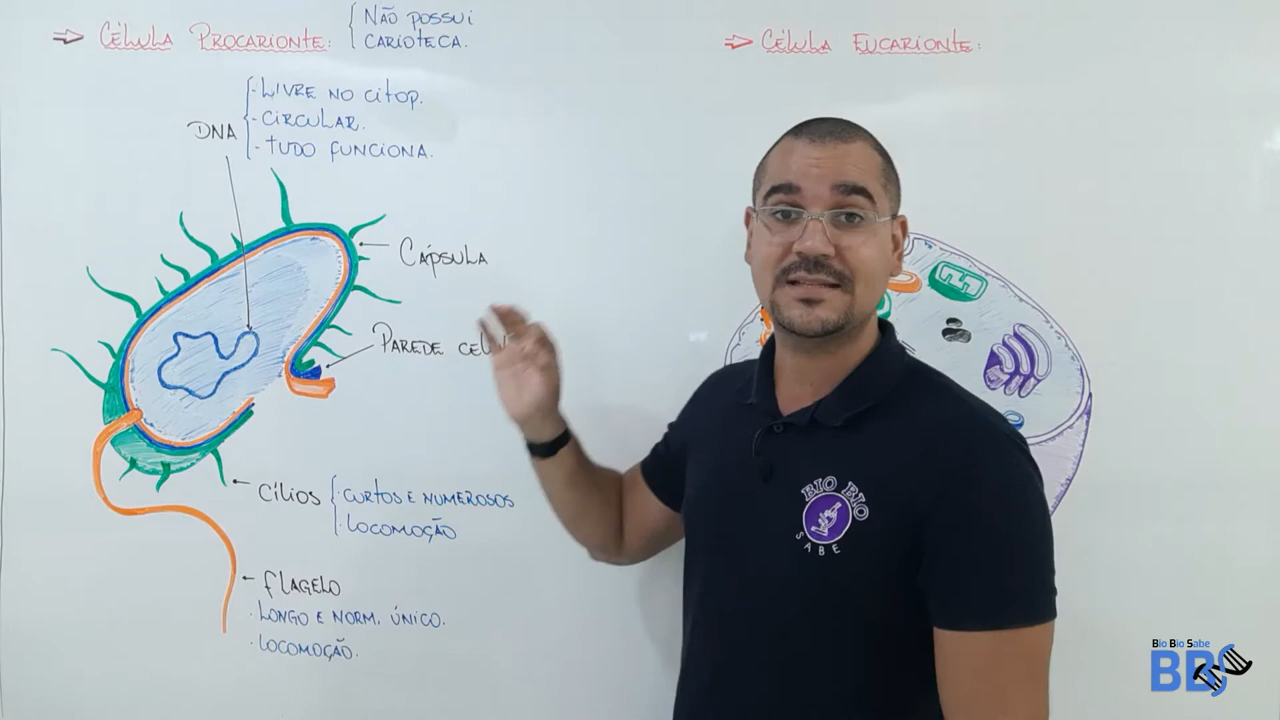 ⇒ CÉLULA PROCARIONTE: NÃO POSSUI
CARIOTECA.
DNA
- LIVRE NO CITOP.
- CIRCULAR.
- TUDO FUNCIONA.
CÁPSULA
PAREDE
CÍLIOS
· CURTOS E NUMEROSOS
· LOCOMOÇÃO
FLAGELO
· LONGO E NORM. ÚNICO.
· LOCOMOÇÃO.
⇒ CÉLULA EUCARIONTE:
BIO BIO
SABE
Bio Bio Sabe
BBS